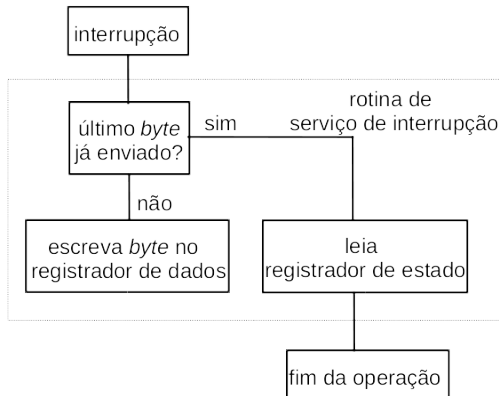 interrupção
último byte
já enviado?
sim
rotina de
serviço de interrupção
não
escreva byte no
registrador de dados
leia
registrador de estado
fim da operação